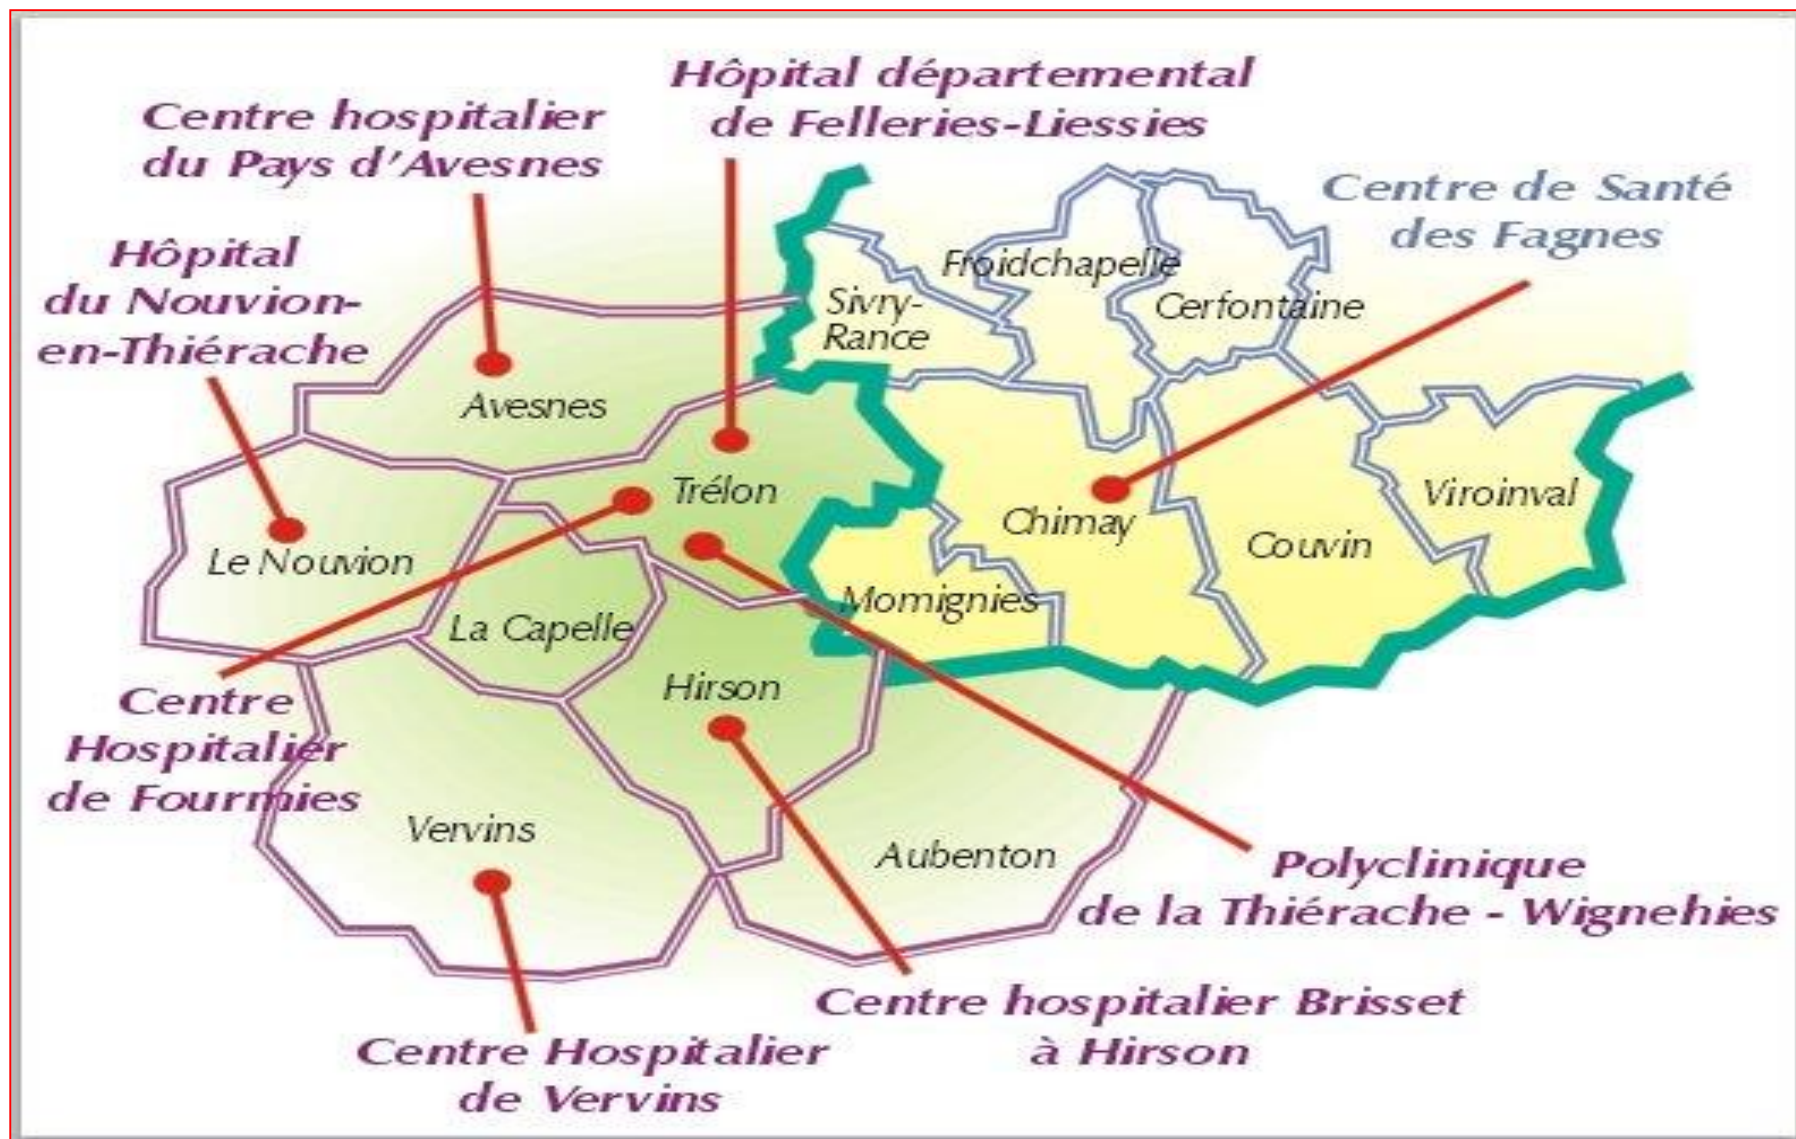 Hôpital départemental
de Felleries-Liessies
Centre hospitalier
du Pays d'Avesnes
Centre de Santé
des Fagnes
Hôpital
du Nouvion-
en-Thiérache
Froidchapelle
Sivry-
Rance
Cerfontaine
Avesnes
Trélon
Viroinval
Chimay
Couvin
Le Nouvion
Momignies
La Capelle
Hirson
Centre
Hospitalier
de Fourmies
Vervins
Aubenton
Polyclinique
de la Thiérache - Wignehies
Centre hospitalier Brisset
à Hirson
Centre Hospitalier
de Vervins